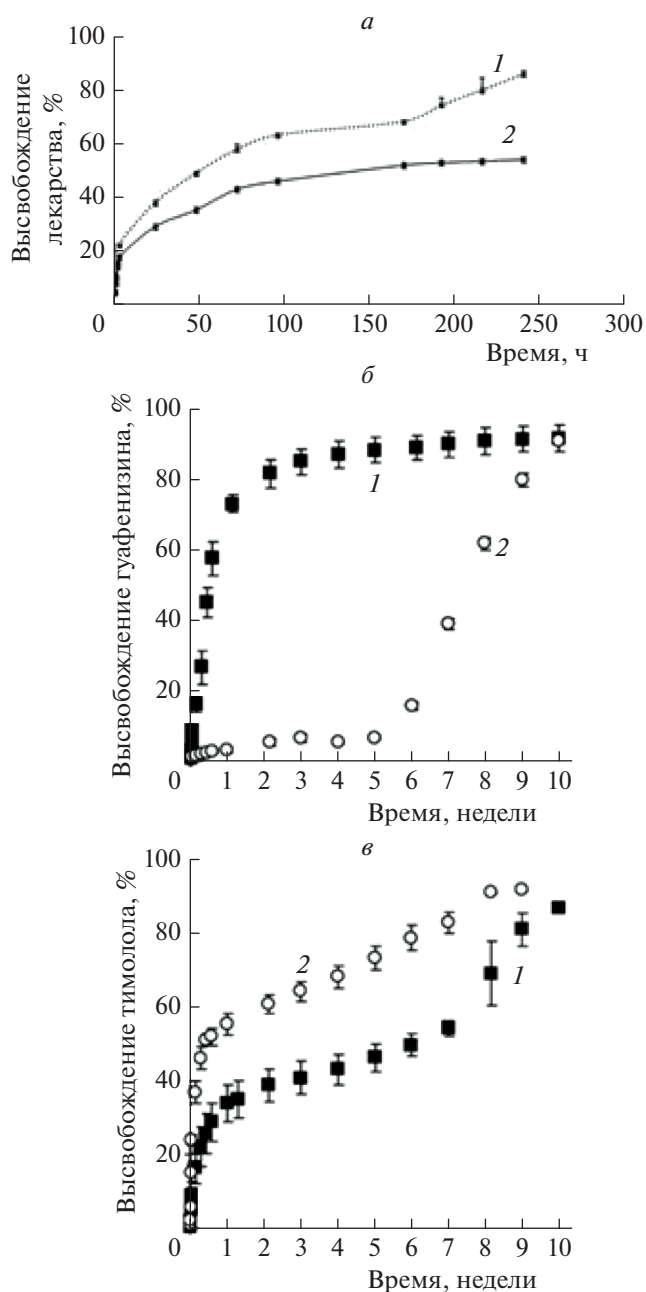 а
Высвобождение
лекарства, %
100
80
60
40
20
1
2
0 50 100 150 200 250 300
Время, ч
б
Высвобождение гуафенизина, %
100
80
60
40
20
1
2
0 1 2 3 4 5 6 7 8 9 10
Время, недели
в
Высвобождение тимолола, %
100
80
60
40
20
2
1
0 1 2 3 4 5 6 7 8 9 10
Время, недели